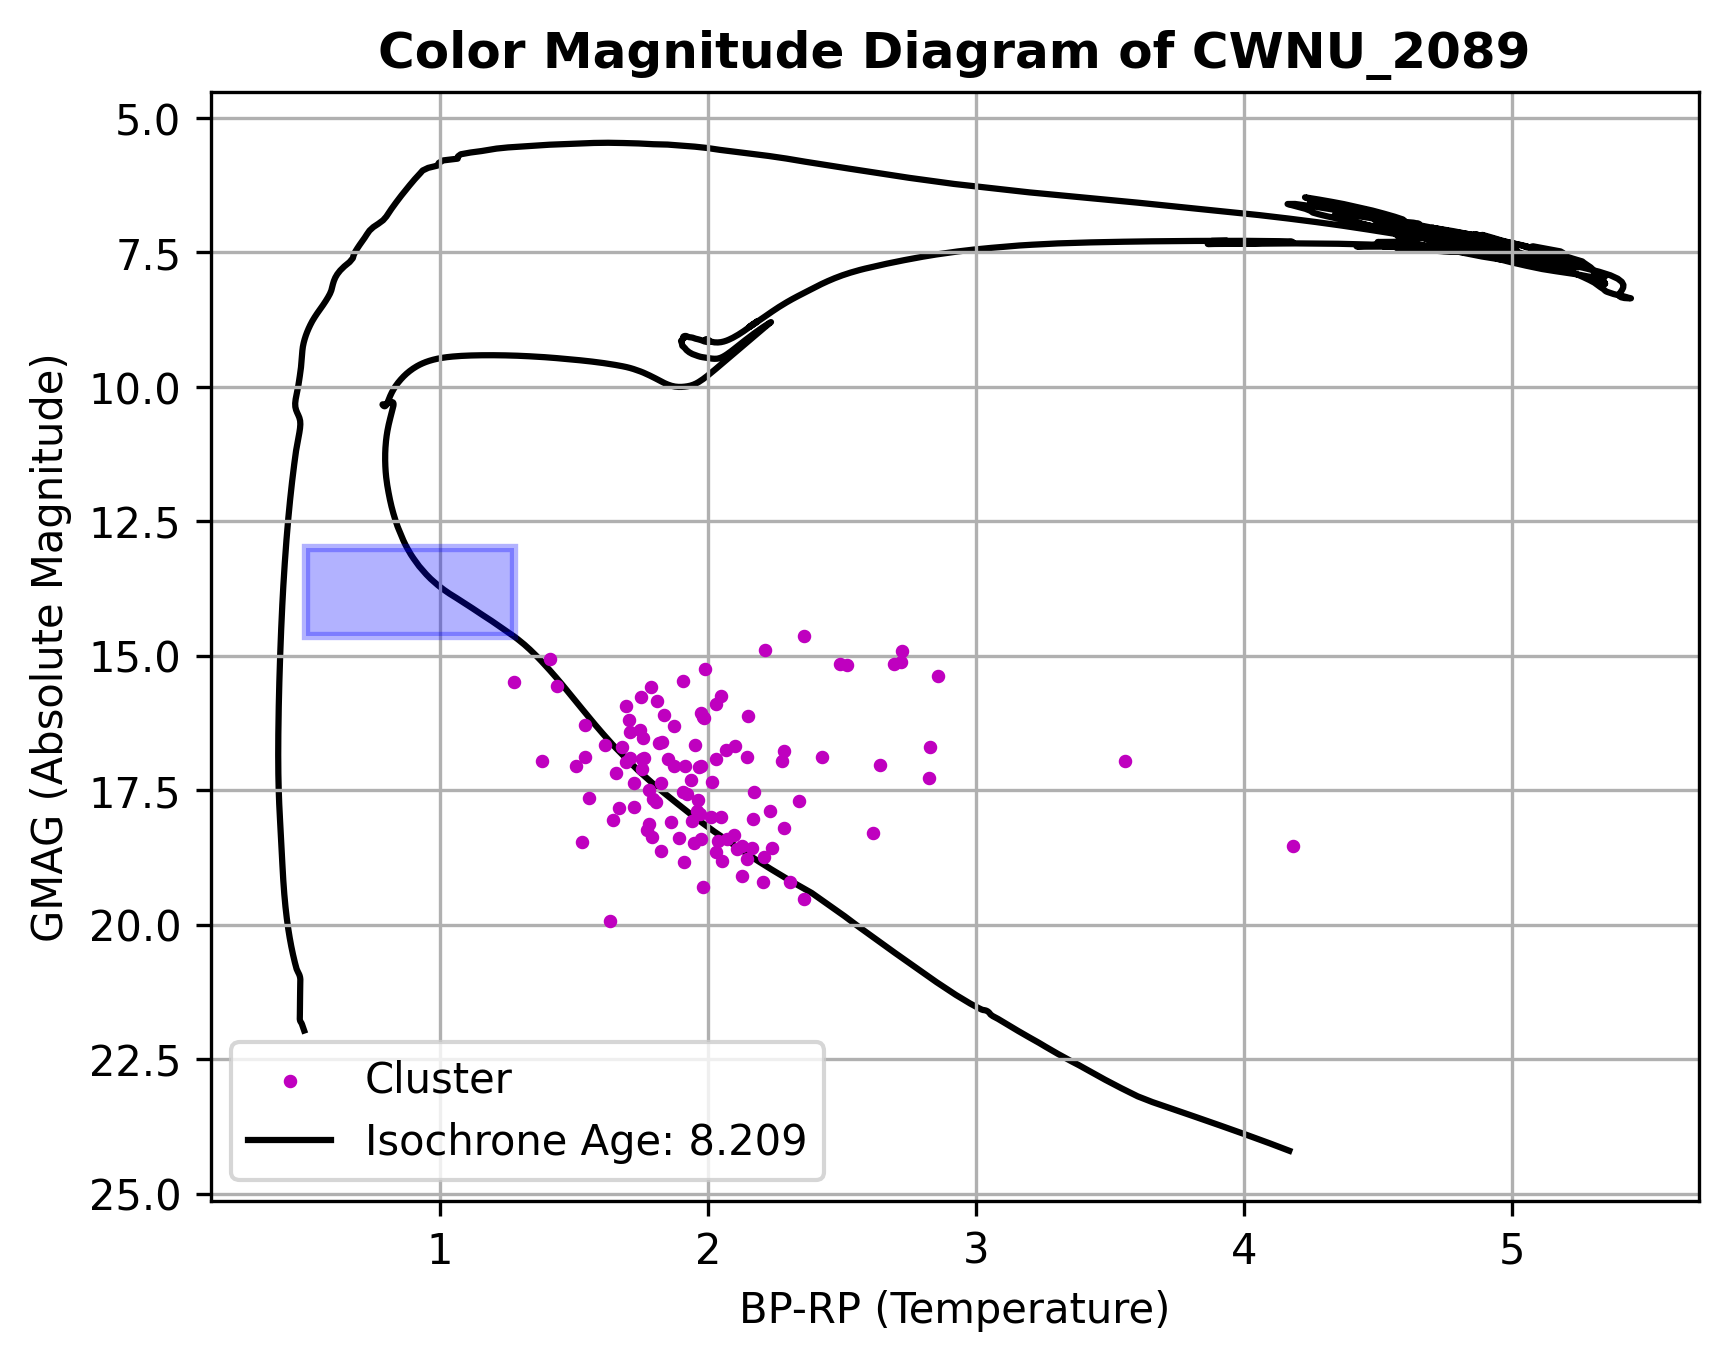 Color Magnitude Diagram of CWNU_2089
GMAG (Absolute Magnitude)
5.0
7.5
10.0
12.5
15.0
17.5
20.0
22.5
25.0
Cluster
Isochrone Age: 8.209
1 2 3 4 5
BP-RP (Temperature)